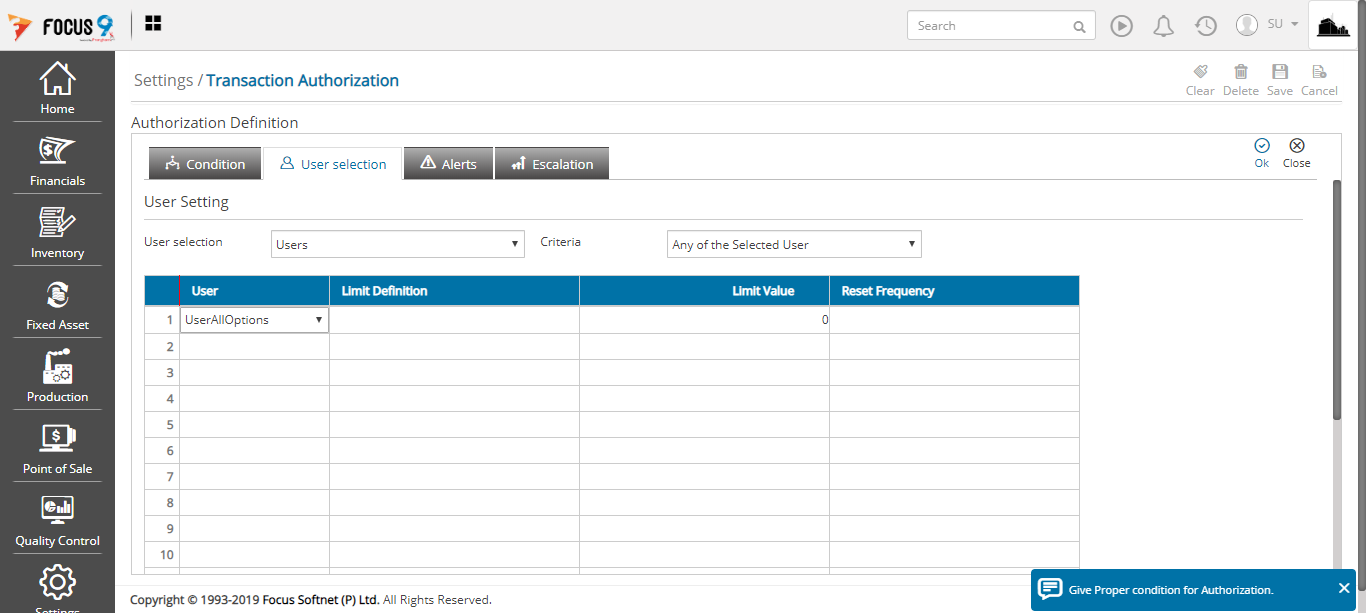 FOCUS 9
Search
SU
Home
Financials
Inventory
Fixed Asset
Production
Point of Sale
Quality Control
Settings
Settings / Transaction Authorization
Clear Delete Save Cancel
Authorization Definition
Condition User selection Alerts Escalation
Ok Close
User Setting
User selection Users Criteria Any of the Selected User
User Limit Definition Limit Value Reset Frequency
1 UserAllOptions 0
2
3
4
5
6
7
8
9
10
Give Proper condition for Authorization.
Copyright © 1993-2019 Focus Softnet (P) Ltd. All Rights Reserved.